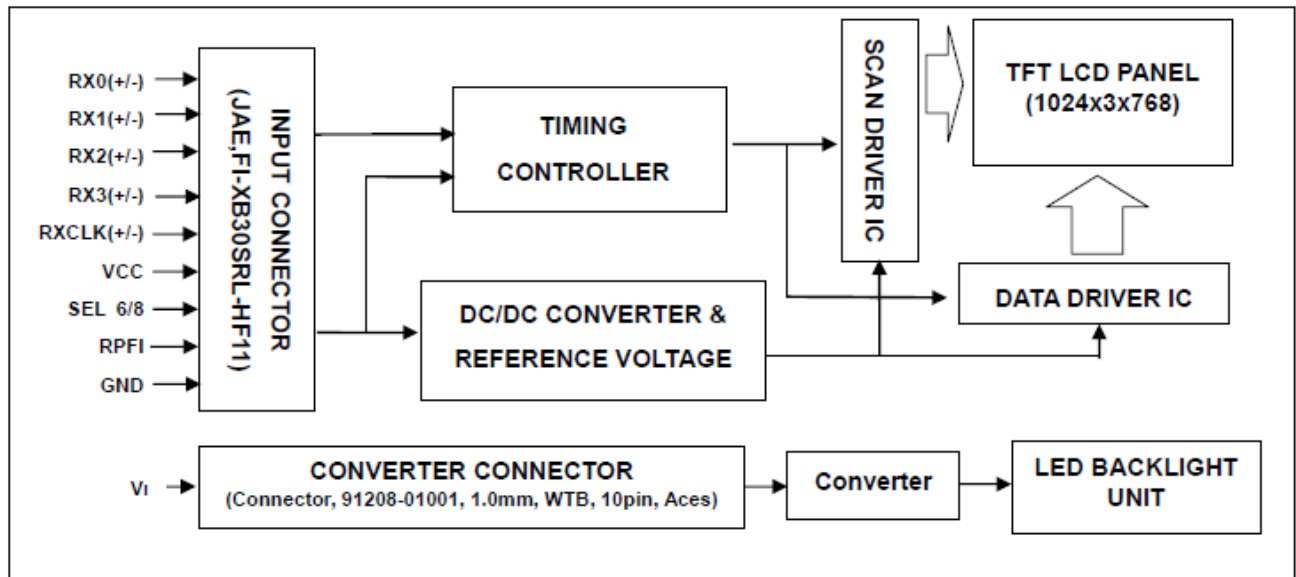 RX0(+/-)
RX1(+/-)
RX2(+/-)
RX3(+/-)
RXCLK(+/-)
VCC
SEL 6/8
RPFI
GND
INPUT CONNECTOR
(JAE,FI-XB30SRL-HF11)
TIMING
CONTROLLER
DC/DC CONVERTER &
REFERENCE VOLTAGE
SCAN DRIVER IC
TFT LCD PANEL
(1024x3x768)
DATA DRIVER IC
VI
CONVERTER CONNECTOR
(Connector, 91208-01001, 1.0mm, WTB, 10pin, Aces)
Converter
LED BACKLIGHT
UNIT